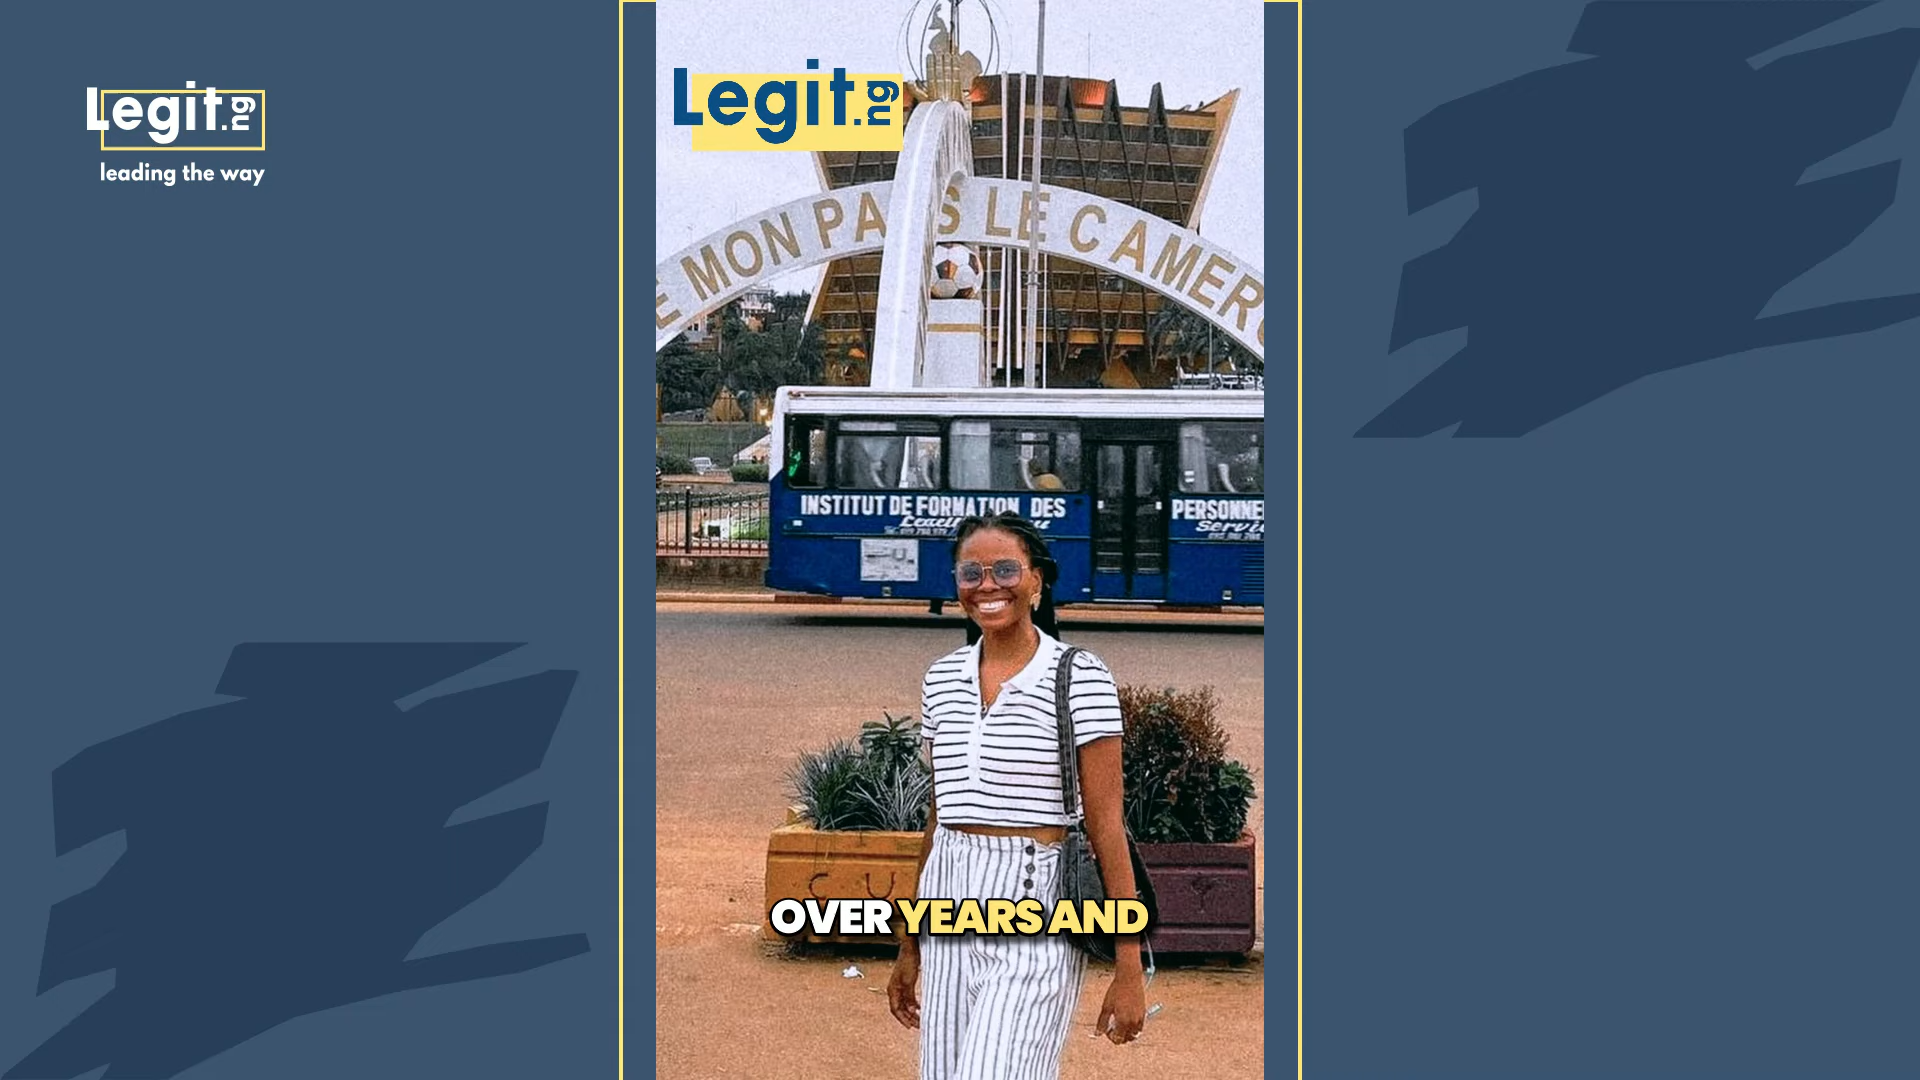 Legit.ng
leading the way
Legit.ng
E MON PA S LE CAMER
INSTITUT DE FORMATION DES
PERSONNE
Servi
C U
OVER YEARS AND